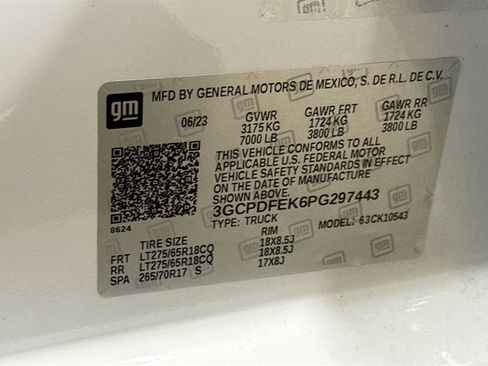 gm MFD BY GENERAL MOTORS DE MEXICO, S. DE R.L. DE C.V.
06/23 GVWR GAWR FRT GAWR RR
3175 KG 1724 KG 1724 KG
7000 LB 3800 LB 3800 LB
THIS VEHICLE CONFORMS TO ALL
APPLICABLE U.S. FEDERAL MOTOR
VEHICLE SAFETY STANDARDS IN EFFECT
ON THE DATE OF MANUFACTURE
SHOWN ABOVE.
3GCPDFEK6PG297443
8624 TYPE: TRUCK MODEL: 63CK10543
TIRE SIZE RIM
FRT LT275/65R18CQ 18X8.5J
RR LT275/65R18CQ 18X8.5J
SPA 265/70R17 S 17X8J